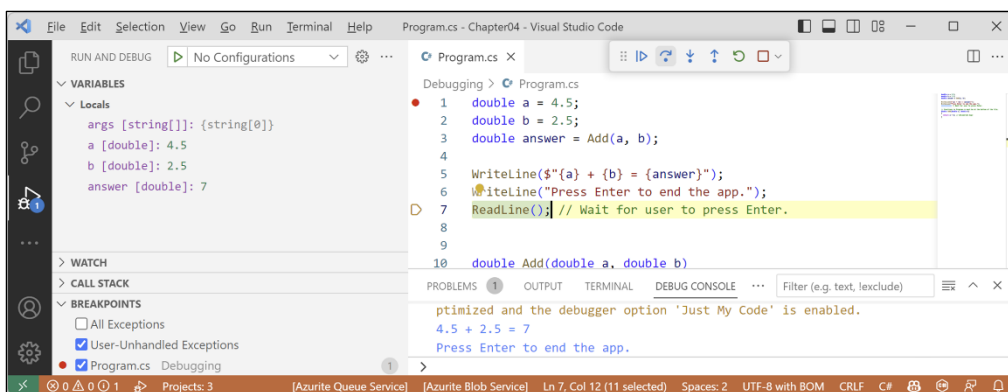 File Edit Selection View Go Run Terminal Help Program.cs - Chapter04 - Visual Studio Code
RUN AND DEBUG No Configurations
VARIABLES
Locals
args [string[]]: {string[0]}
a [double]: 4.5
b [double]: 2.5
answer [double]: 7
WATCH
CALL STACK
BREAKPOINTS
All Exceptions
User-Unhandled Exceptions
Program.cs Debugging 1
1
Program.cs
Debugging > Program.cs
1 double a = 4.5;
2 double b = 2.5;
3 double answer = Add(a, b);
4
5 WriteLine($"{a} + {b} = {answer}");
6 WriteLine("Press Enter to end the app.");
7 ReadLine(); // Wait for user to press Enter.
8
9
10 double Add(double a, double b)
PROBLEMS 1 OUTPUT TERMINAL DEBUG CONSOLE Filter (e.g. text, !exclude)
ptimized and the debugger option 'Just My Code' is enabled.
4.5 + 2.5 = 7
Press Enter to end the app.
>
0 0 1 Projects: 3 [Azurite Queue Service] [Azurite Blob Service] Ln 7, Col 12 (11 selected) Spaces: 2 UTF-8 with BOM CRLF C#